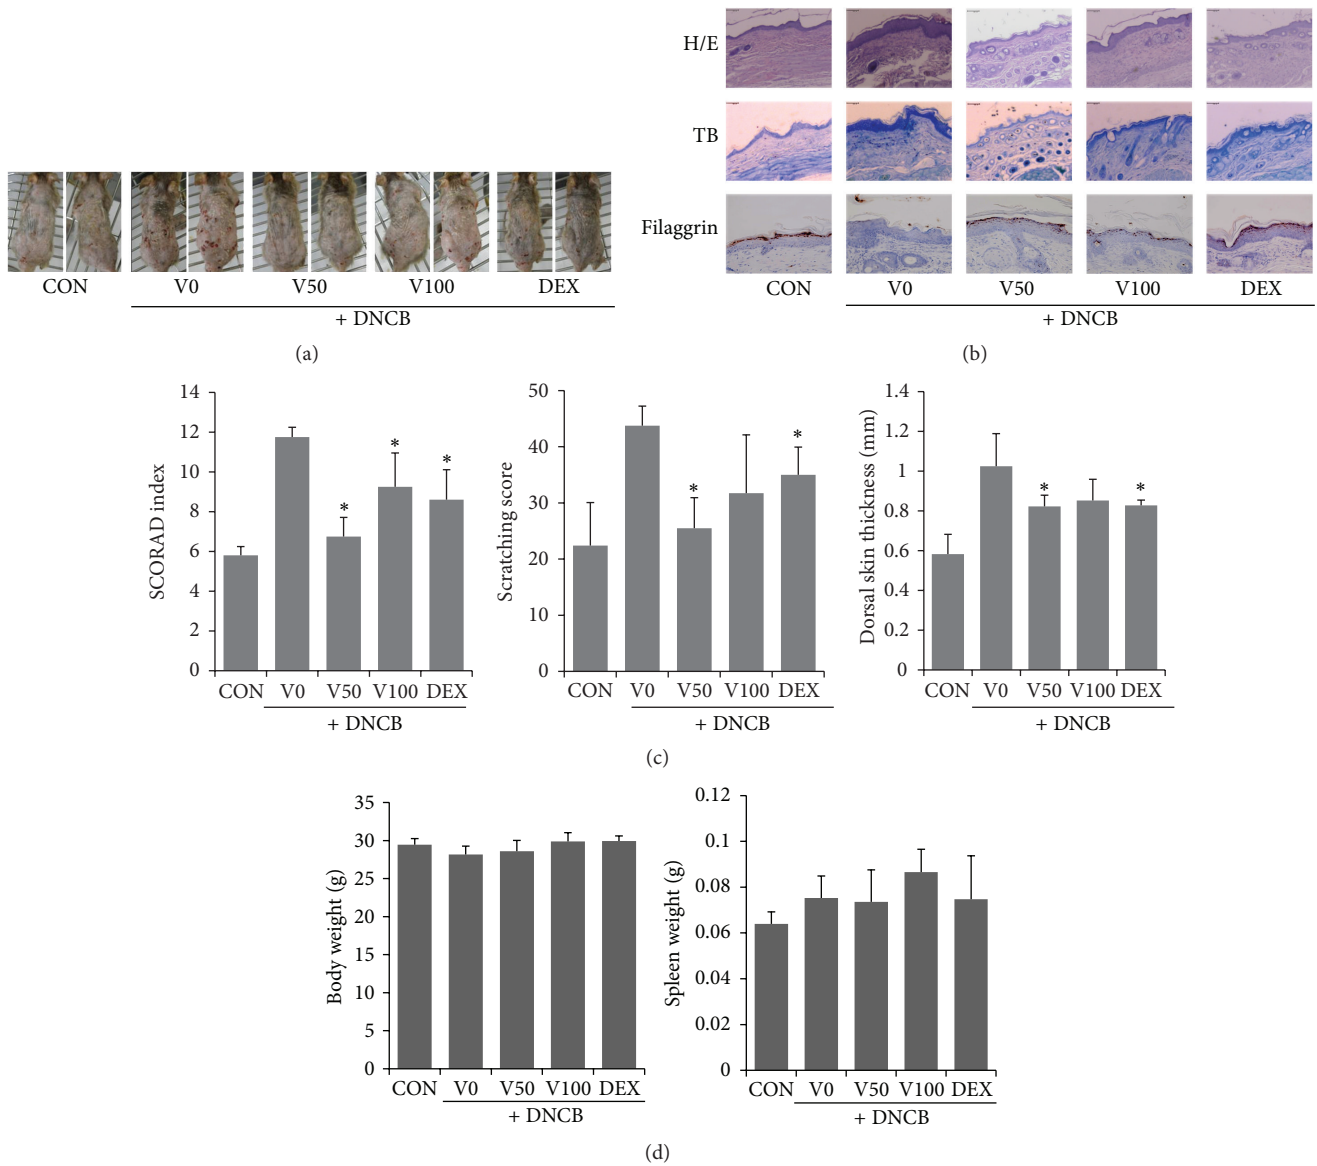 CON V0 V50 V100 DEX
+ DNCB
(a)
H/E
TB
Filaggrin
CON V0 V50 V100 DEX
+ DNCB
(b)
SCORAD index
14
12
10
8
6
4
2
0
* * *
CON V0 V50 V100 DEX
+ DNCB
Scratching score
50
40
30
20
10
0
* *
CON V0 V50 V100 DEX
+ DNCB
Dorsal skin thickness (mm)
1.4
1.2
1
0.8
0.6
0.4
0.2
0
* *
CON V0 V50 V100 DEX
+ DNCB
(c)
Body weight (g)
35
30
25
20
15
10
5
0
CON V0 V50 V100 DEX
+ DNCB
Spleen weight (g)
0.12
0.1
0.08
0.06
0.04
0.02
0
CON V0 V50 V100 DEX
+ DNCB
(d)